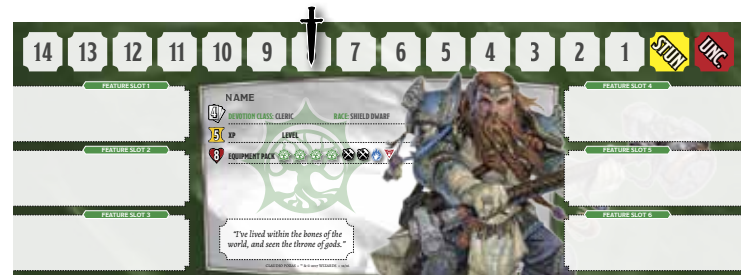 14 13 12 11 10 9 7 6 5 4 3 2 1 STUN UNC.
FEATURE SLOT 1
FEATURE SLOT 2
FEATURE SLOT 3
NAME
4
DEVOTION CLASS: CLERIC RACE: SHIELD DWARF
5 XP LEVEL
8 EQUIPMENT PACK
"I've lived within the bones of the
world, and seen the throne of gods."
FEATURE SLOT 4
FEATURE SLOT 5
FEATURE SLOT 6